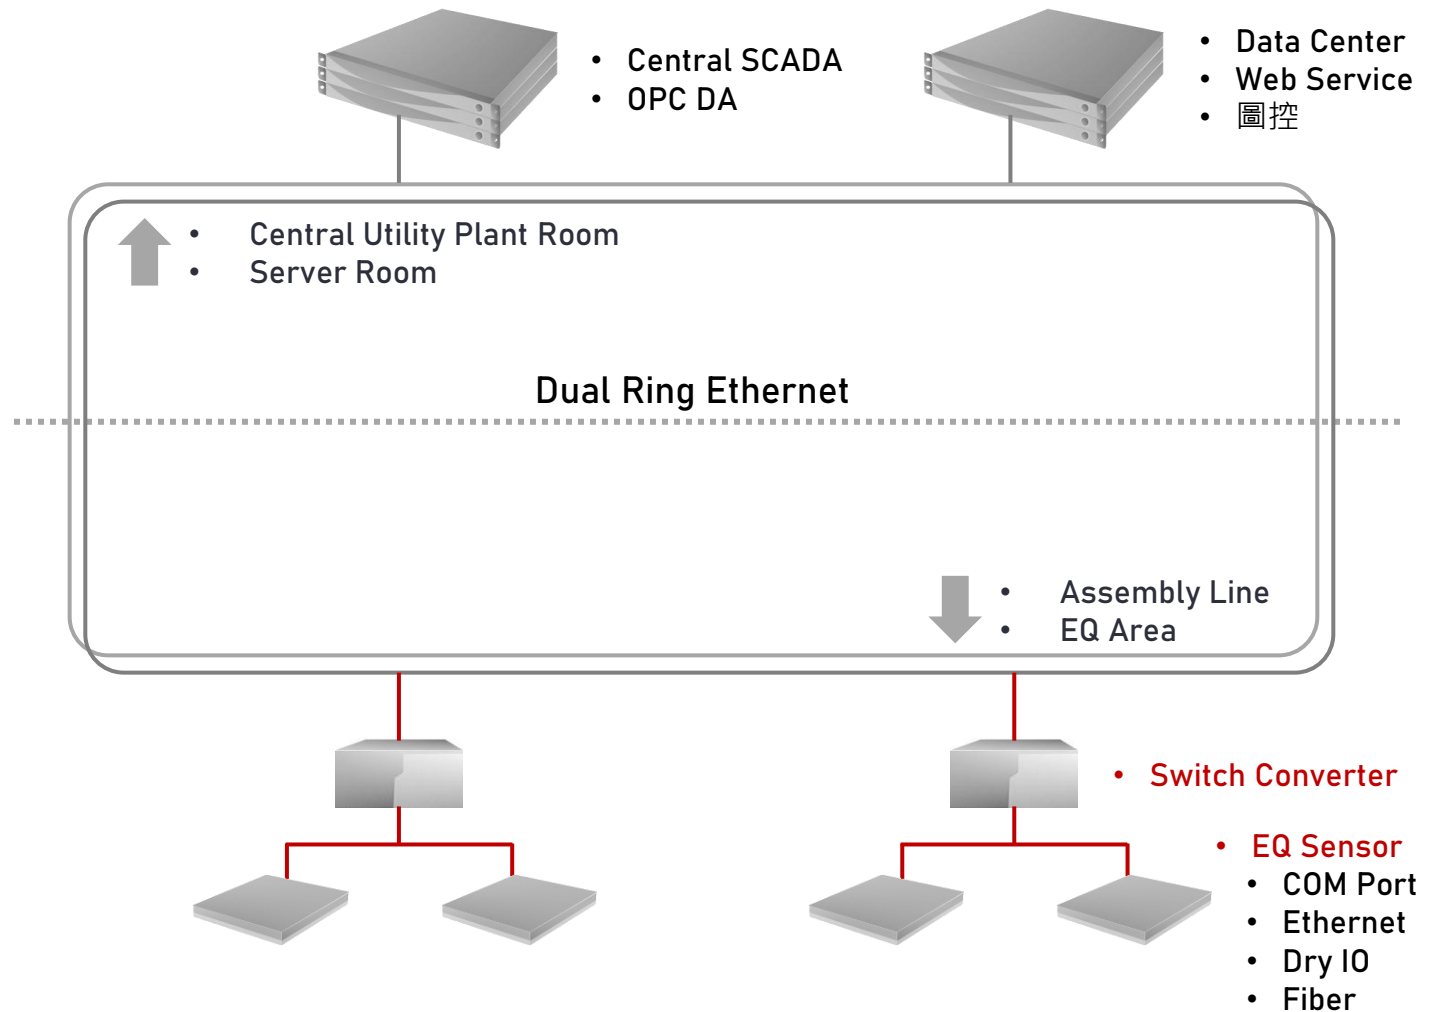 • Central SCADA
• OPC DA
• Data Center
• Web Service
• 圖控
• Central Utility Plant Room
• Server Room
Dual Ring Ethernet
• Assembly Line
• EQ Area
• Switch Converter
• EQ Sensor
• COM Port
• Ethernet
• Dry IO
• Fiber